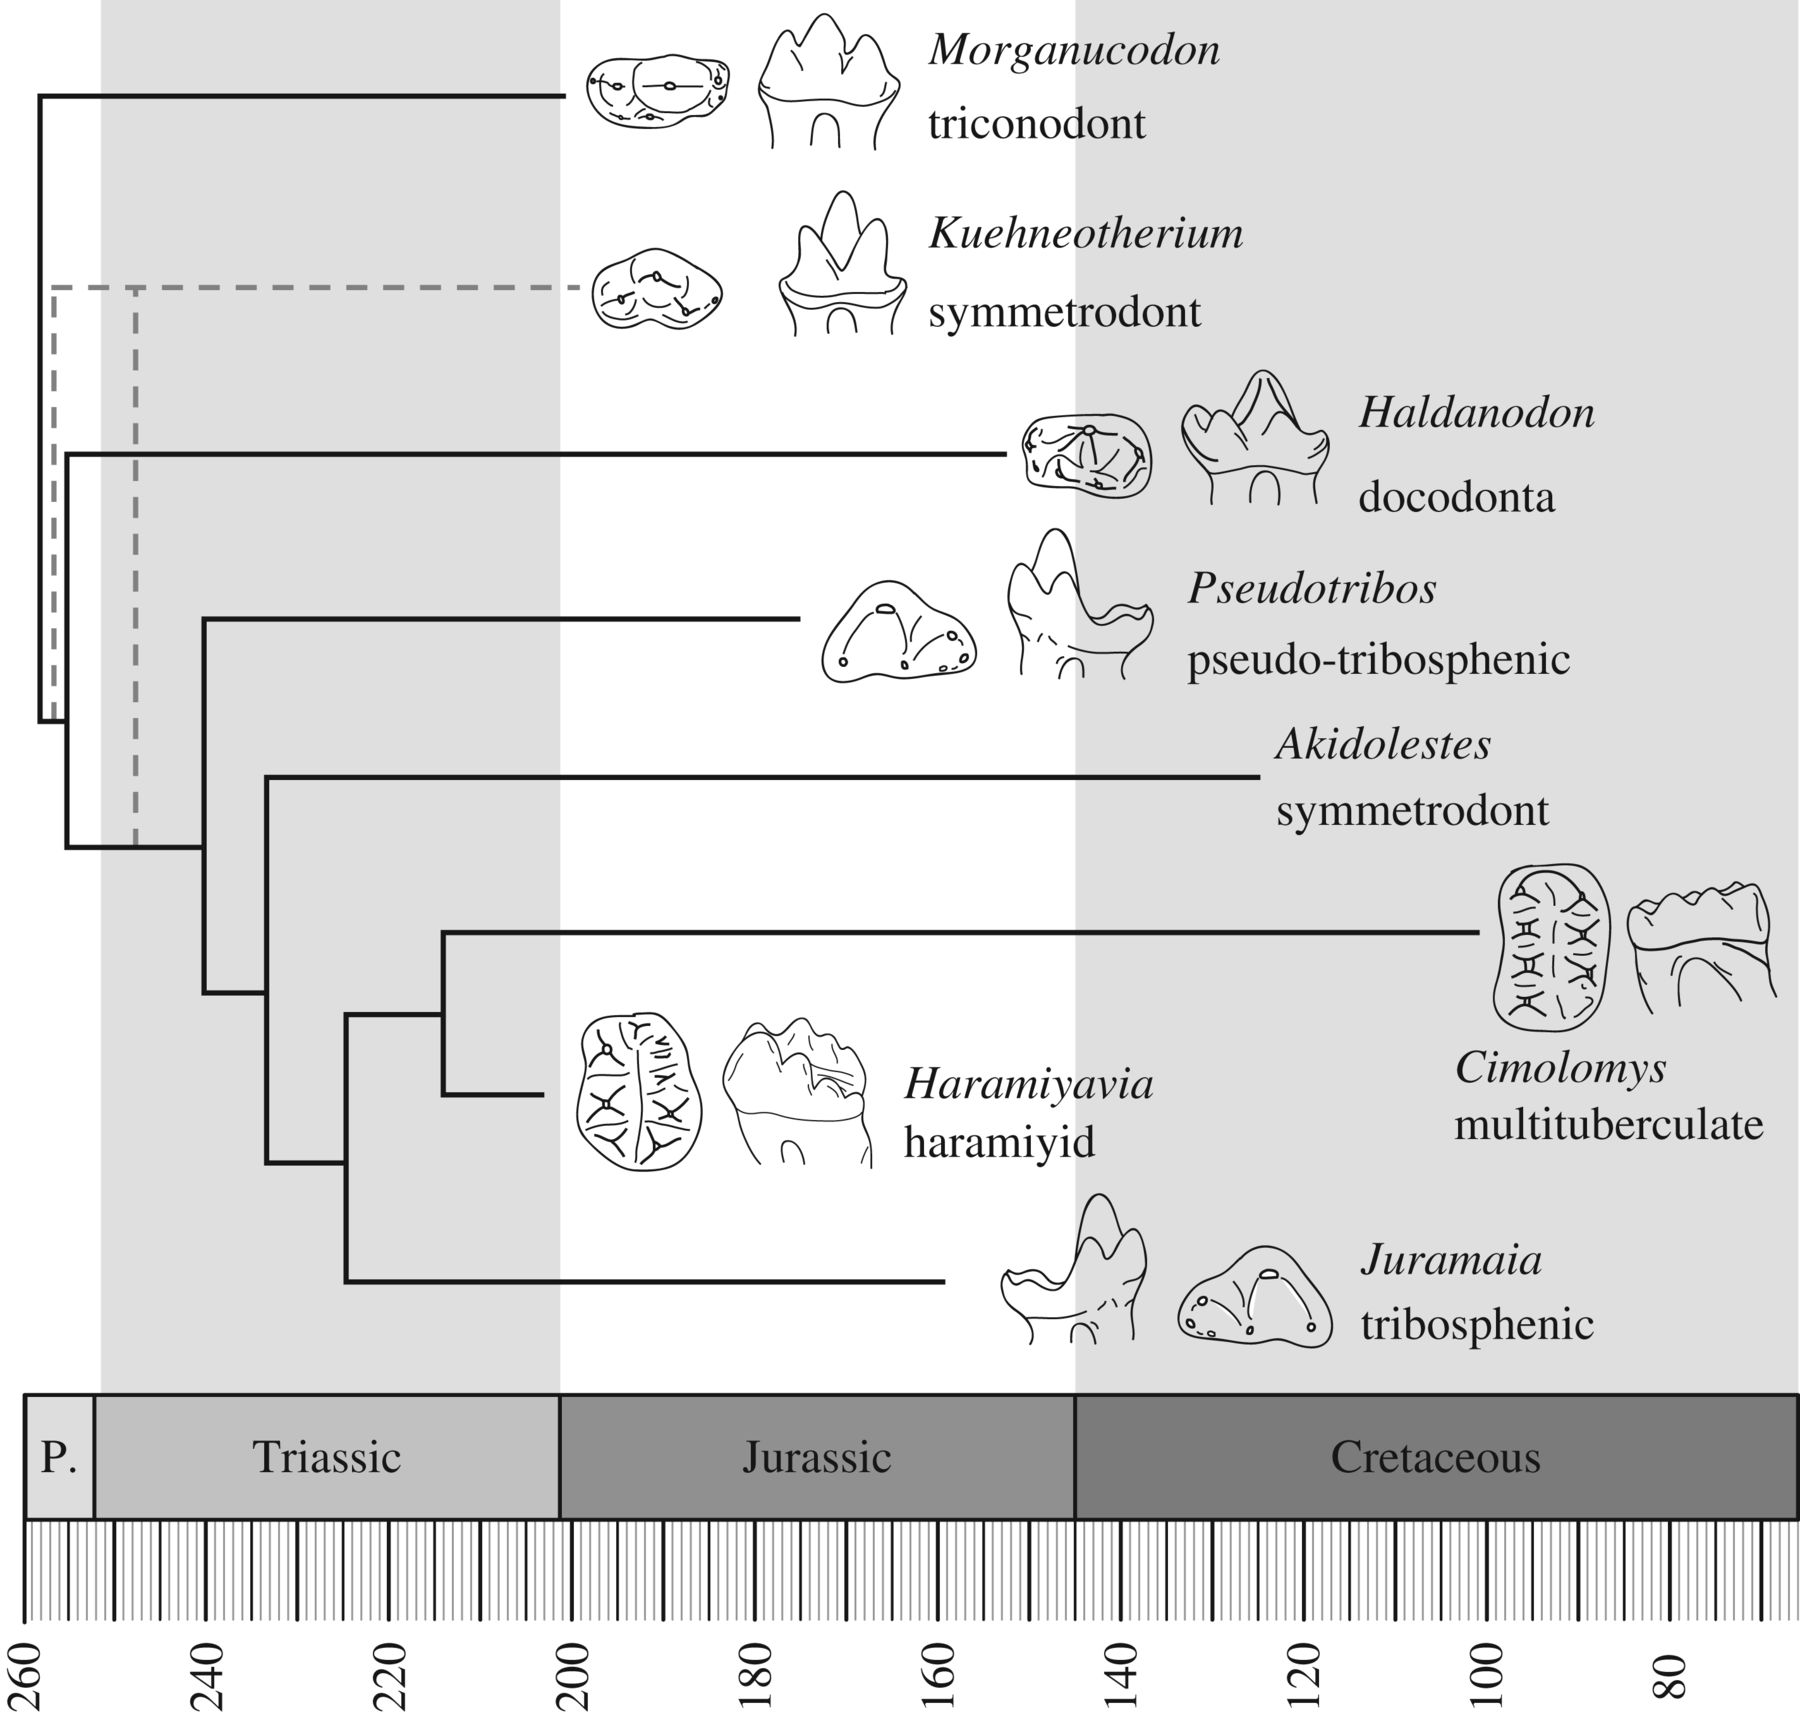 Morganucodon
triconodont
Kuehneotherium
symmetrodont
Haldanodon
docodonta
Pseudotribos
pseudo-tribosphenic
Akidolestes
symmetrodont
Cimolomys
multituberculate
Haramiyavia
haramiyid
Juramaia
tribosphenic
P. Triassic Jurassic Cretaceous
260 240 220 200 180 160 140 120 100 80